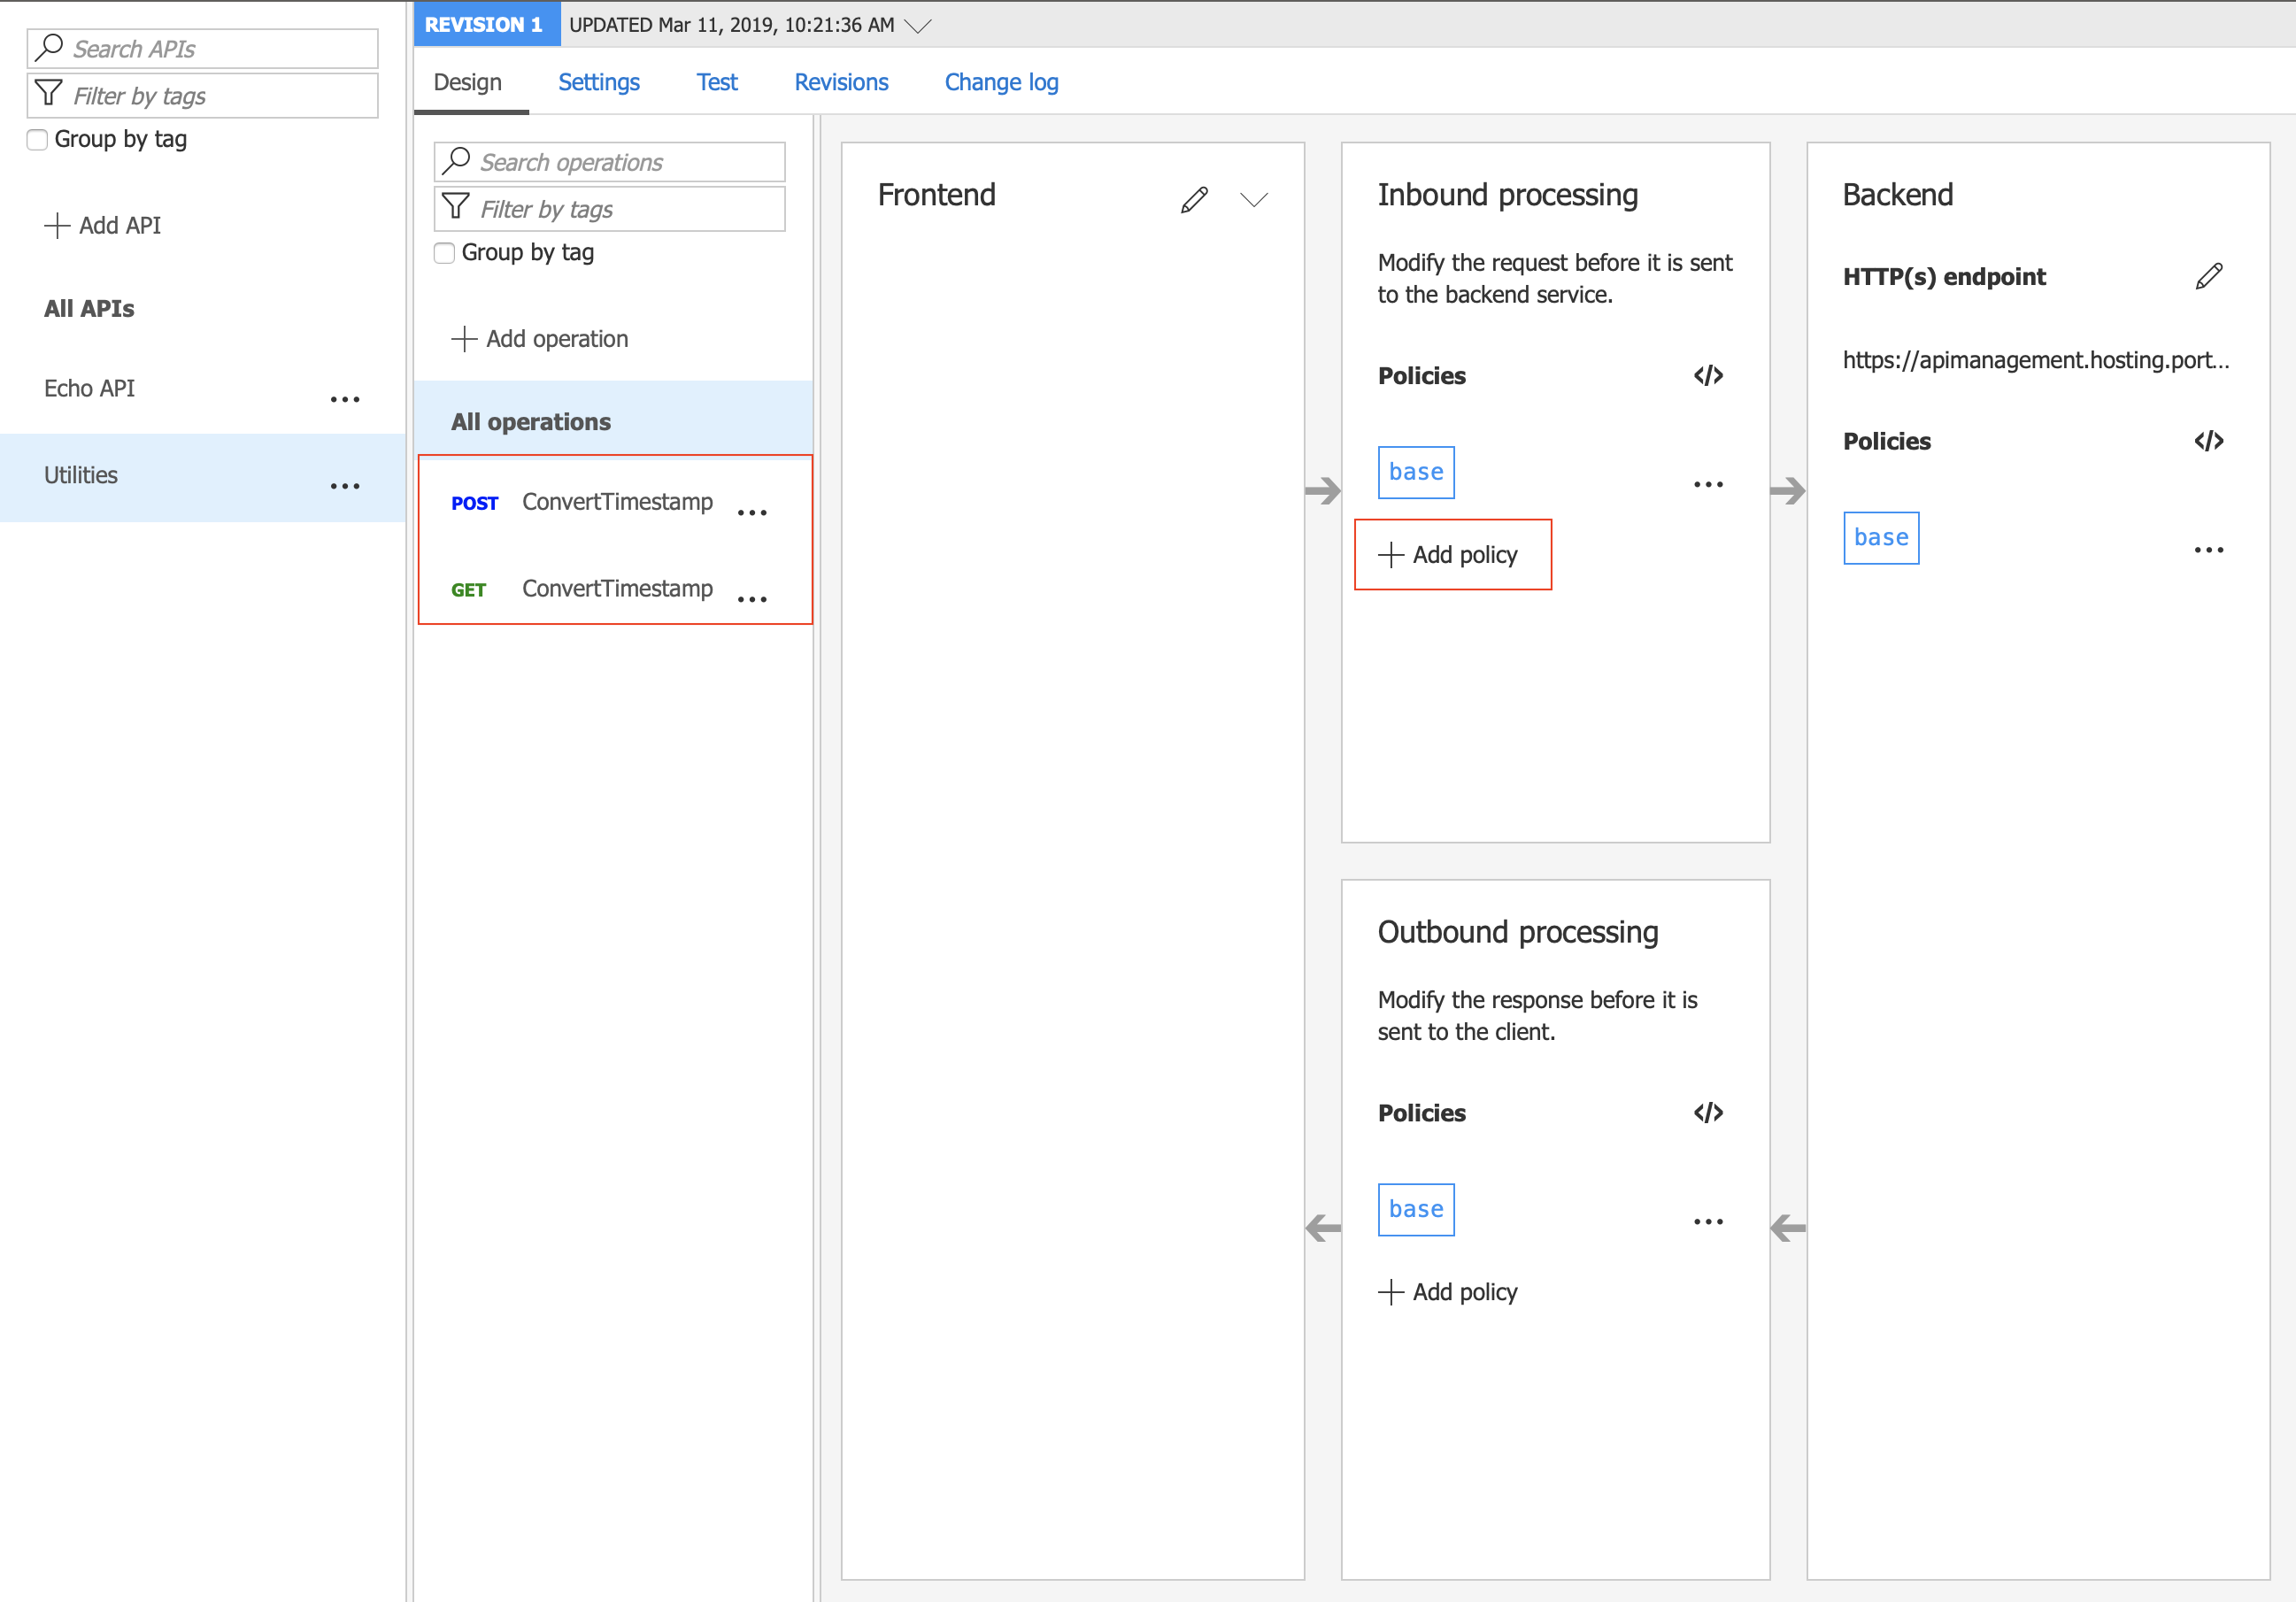 Search APIs
Filter by tags
Group by tag
Add API
All APIs
Echo API
...
Utilities
...
REVISION 1 UPDATED Mar 11, 2019, 10:21:36 AM
Design Settings Test Revisions Change log
Search operations
Filter by tags
Group by tag
Add operation
All operations
POST ConvertTimestamp ...
GET ConvertTimestamp ...
Frontend
Inbound processing
Modify the request before it is sent
to the backend service.
Policies </>
base ...
+ Add policy
Outbound processing
Modify the response before it is
sent to the client.
Policies </>
base ...
+ Add policy
Backend
HTTP(s) endpoint
https://apimanagement.hosting.port...
Policies </>
base ...